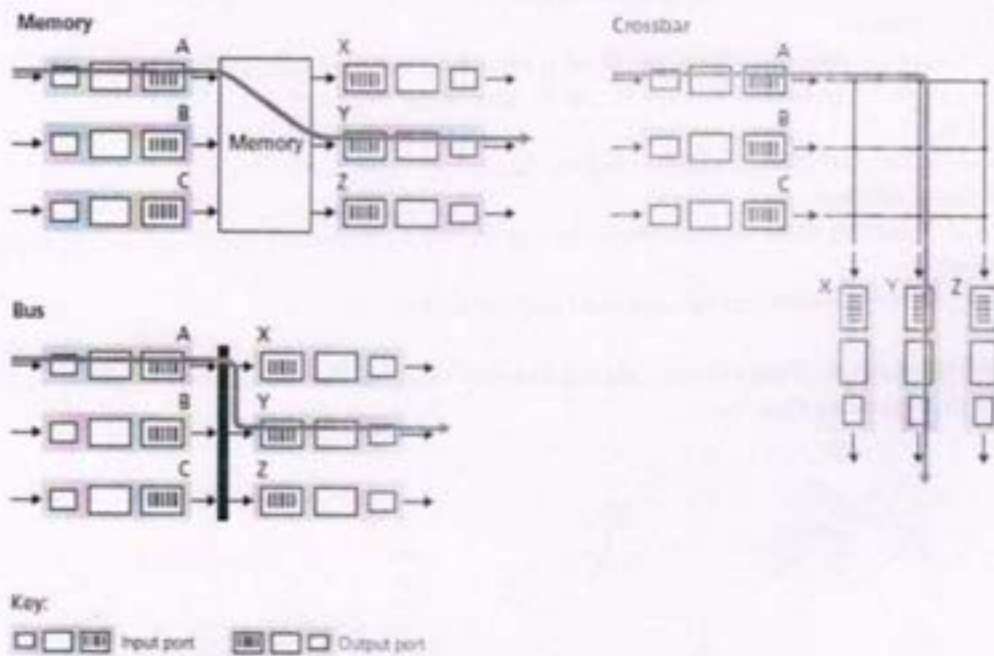 Memory
A X
B Y
Memory
C Z
Crossbar
A
B
C
X Y Z
Bus
A X
B Y
C Z
Key:
Input port Output port